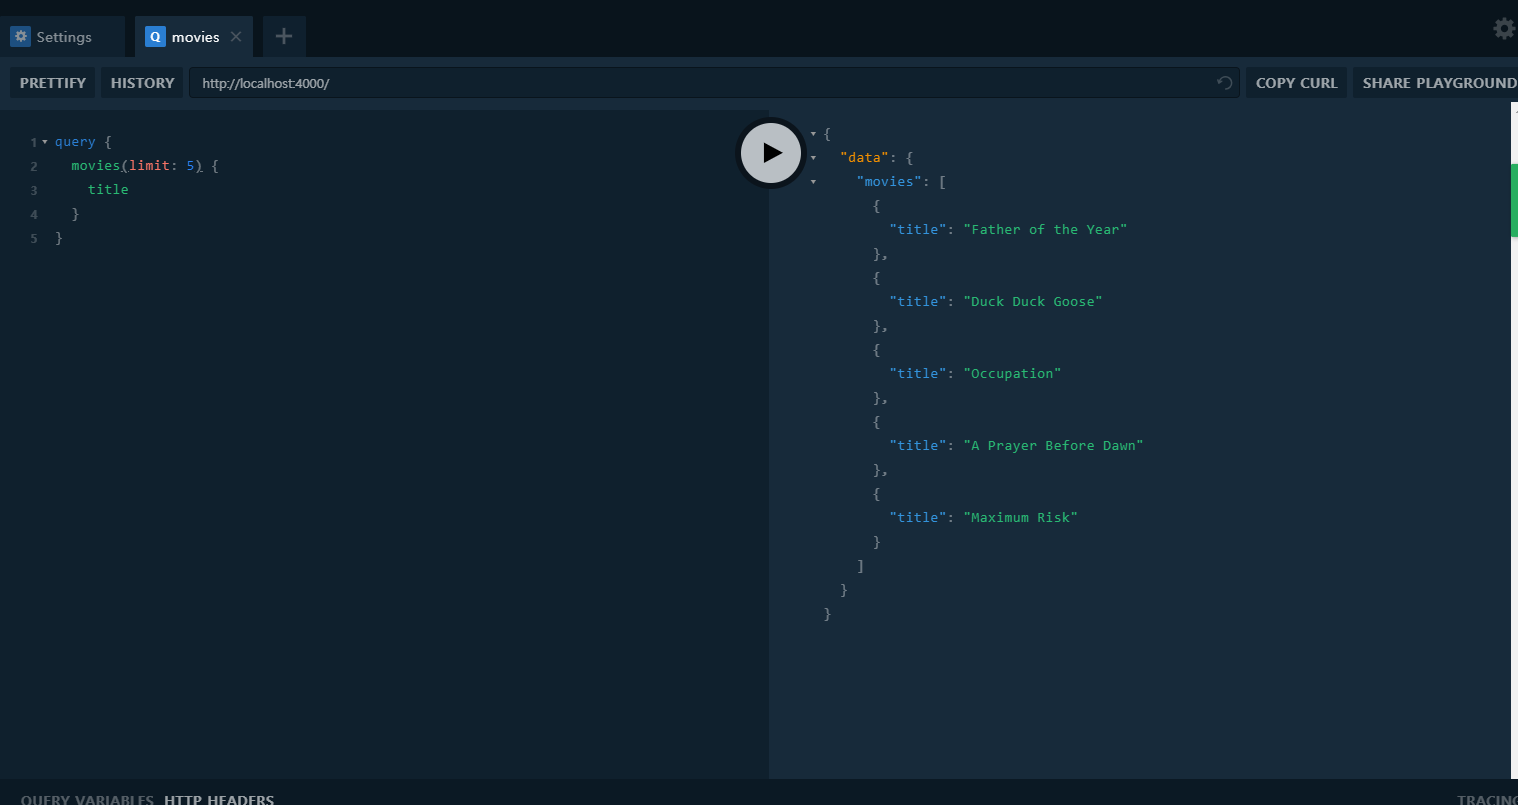 Settings
Q movies
PRETTIFY
HISTORY
http://localhost:4000/
COPY CURL
SHARE PLAYGROUND
1 query {
2 movies(limit: 5) {
3 title
4 }
5 }
{
"data": {
"movies": [
{
"title": "Father of the Year"
},
{
"title": "Duck Duck Goose"
},
{
"title": "Occupation"
},
{
"title": "A Prayer Before Dawn"
},
{
"title": "Maximum Risk"
}
]
}
}
QUERY VARIABLES
HTTP HEADERS
TRACING